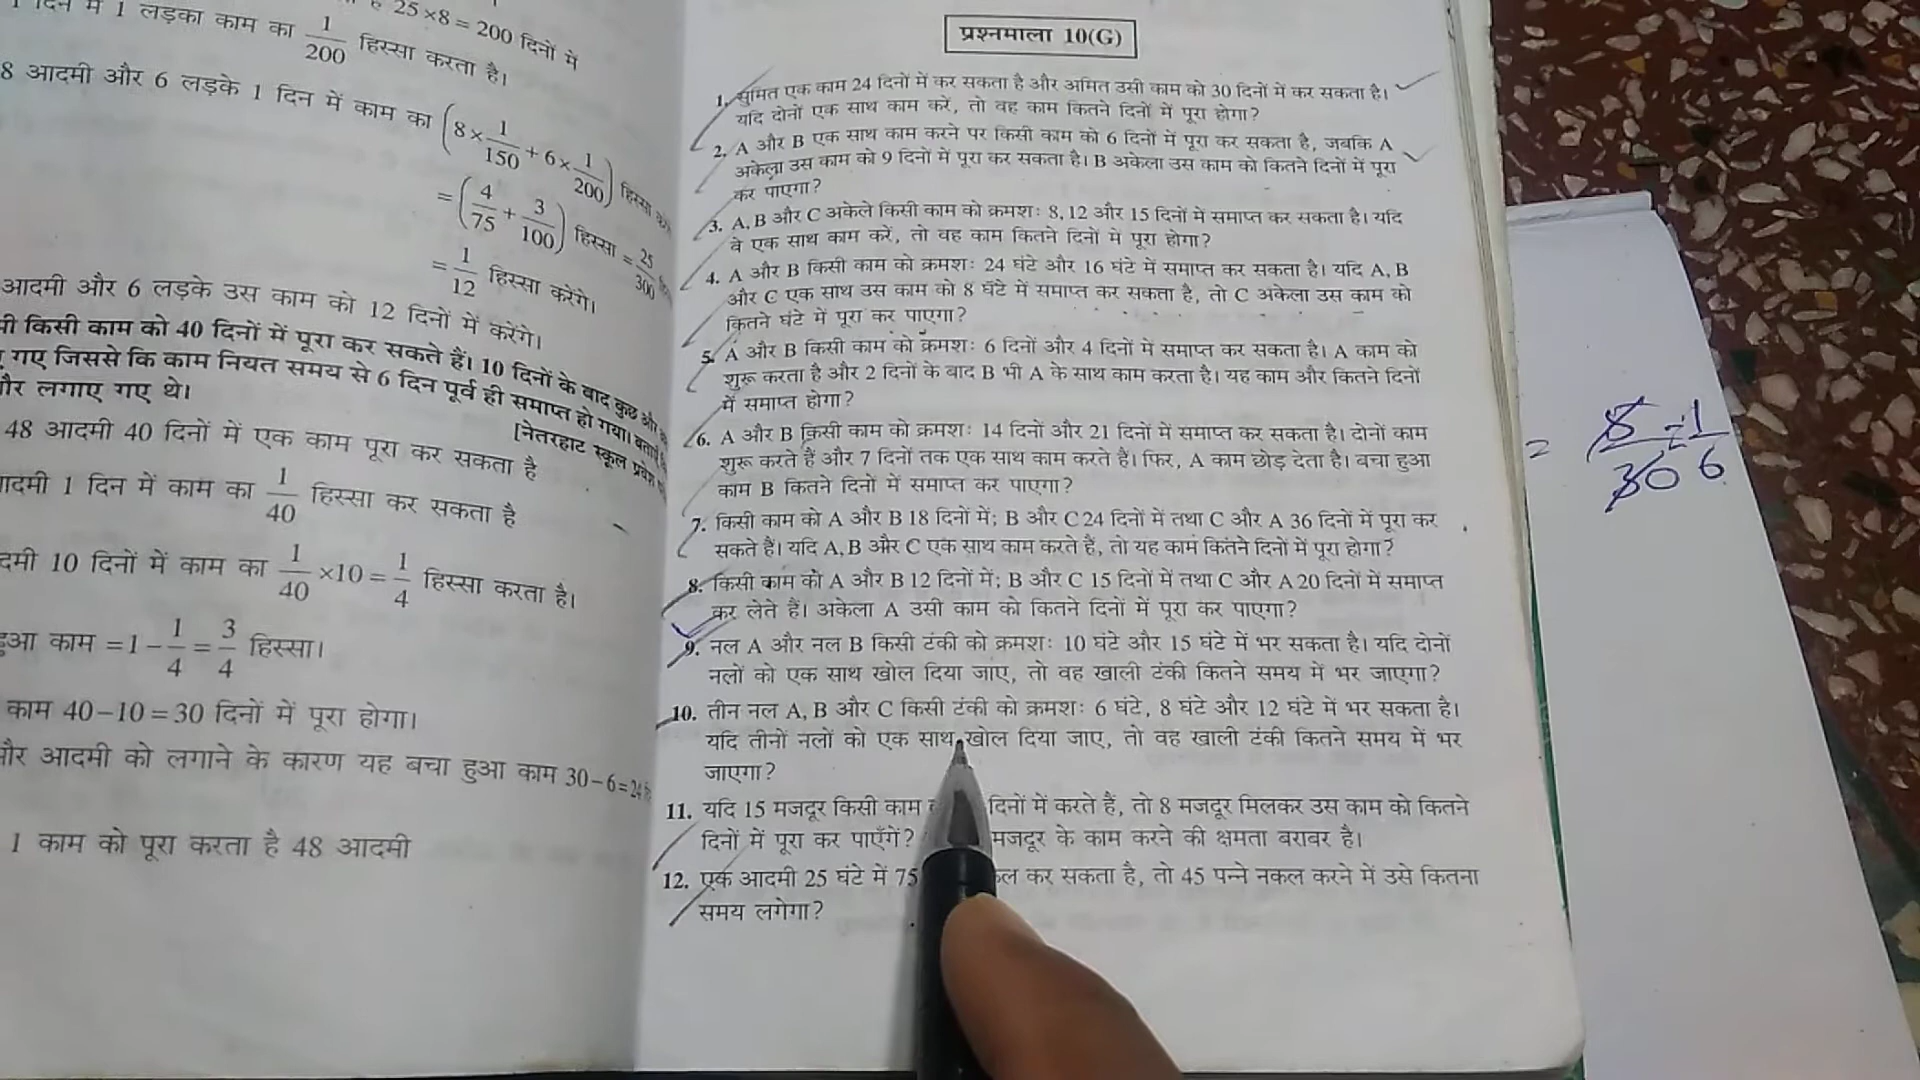 25×8 = 200 दिनों में
1 लड़का काम का 1/200 हिस्सा करता है।
8 आदमी और 6 लड़के 1 दिन में काम का (8×1/150 + 6×1/200)
= (4/75 + 3/100) हिस्सा = 25/300
= 1/12 हिस्सा करेंगे।
आदमी और 6 लड़के उस काम को 12 दिनों में करेंगे।
किसी काम को 40 दिनों में पूरा कर सकते हैं। 10 दिनों के बाद कुछ और
गए जिससे कि काम नियत समय से 6 दिन पूर्व ही समाप्त हो गया।
और लगाए गए थे।
[नेतरहाट स्कूल प्रवेश
48 आदमी 40 दिनों में एक काम पूरा कर सकता है
1 दिन में काम का 1/40 हिस्सा कर सकता है
10 दिनों में काम का 1/40 ×10 = 1/4 हिस्सा करता है।
काम = 1 − 1/4 = 3/4 हिस्सा।
काम 40−10 = 30 दिनों में पूरा होगा।
आदमी को लगाने के कारण यह बचा हुआ काम 30−6 = 24
1 काम को पूरा करता है 48 आदमी
प्रश्नमाला 10(G)
1. सुमित एक काम 24 दिनों में कर सकता है और अमित उसी काम को 30 दिनों में कर सकता है।
यदि दोनों एक साथ काम करें, तो वह काम कितने दिनों में पूरा होगा?
2. A और B एक साथ काम करने पर किसी काम को 6 दिनों में पूरा कर सकता है, जबकि A
अकेला उस काम को 9 दिनों में पूरा कर सकता है। B अकेला उस काम को कितने दिनों में पूरा
कर पाएगा?
3. A, B और C अकेले किसी काम को क्रमशः 8, 12 और 15 दिनों में समाप्त कर सकता है। यदि
वे एक साथ काम करें, तो वह काम कितने दिनों में पूरा होगा?
4. A और B किसी काम को क्रमशः 24 घंटे और 16 घंटे में समाप्त कर सकता है। यदि A, B
और C एक साथ उस काम को 8 घंटे में समाप्त कर सकता है, तो C अकेला उस काम को
कितने घंटे में पूरा कर पाएगा?
5. A और B किसी काम को क्रमशः 6 दिनों और 4 दिनों में समाप्त कर सकता है। A काम को
शुरू करता है और 2 दिनों के बाद B भी A के साथ काम करता है। यह काम और कितने दिनों
में समाप्त होगा?
6. A और B किसी काम को क्रमशः 14 दिनों और 21 दिनों में समाप्त कर सकता है। दोनों काम
शुरू करते हैं और 7 दिनों तक एक साथ काम करते हैं। फिर, A काम छोड़ देता है। बचा हुआ
काम B कितने दिनों में समाप्त कर पाएगा?
7. किसी काम को A और B 18 दिनों में; B और C 24 दिनों में तथा C और A 36 दिनों में पूरा कर
सकते हैं। यदि A, B और C एक साथ काम करते हैं, तो यह काम कितने दिनों में पूरा होगा?
8. किसी काम को A और B 12 दिनों में; B और C 15 दिनों में तथा C और A 20 दिनों में समाप्त
कर लेते हैं। अकेला A उसी काम को कितने दिनों में पूरा कर पाएगा?
9. नल A और नल B किसी टंकी को क्रमशः 10 घंटे और 15 घंटे में भर सकता है। यदि दोनों
नलों को एक साथ खोल दिया जाए, तो वह खाली टंकी कितने समय में भर जाएगा?
10. तीन नल A, B और C किसी टंकी को क्रमशः 6 घंटे, 8 घंटे और 12 घंटे में भर सकता है।
यदि तीनों नलों को एक साथ खोल दिया जाए, तो वह खाली टंकी कितने समय में भर
जाएगा?
11. यदि 15 मजदूर किसी काम दिनों में करते हैं, तो 8 मजदूर मिलकर उस काम को कितने
दिनों में पूरा कर पाएँगें? मजदूर के काम करने की क्षमता बराबर है।
12. एक आदमी 25 घंटे में 75 कर सकता है, तो 45 पन्ने नकल करने में उसे कितना
समय लगेगा?
= 5/30 = 1/6